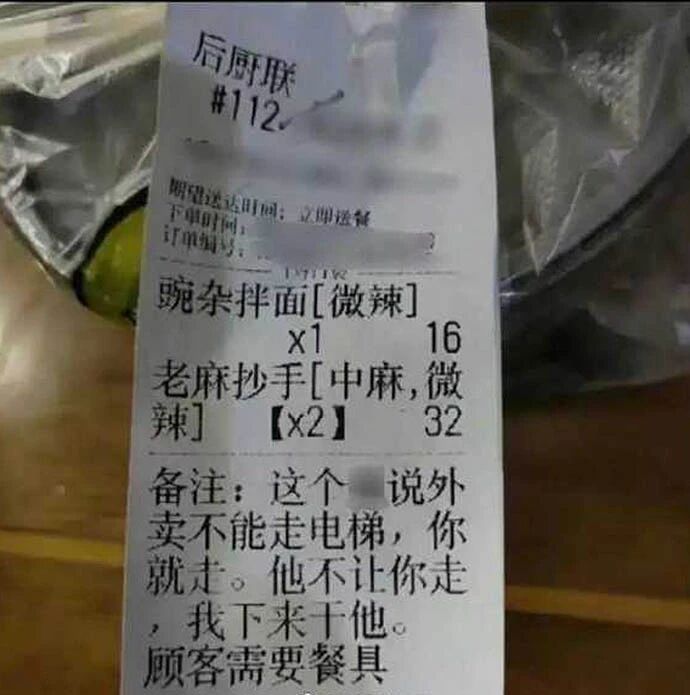 后厨联
#112
期望送达时间：立即送餐
下单时间：
订单编号：
豌杂拌面[微辣]
x1 16
老麻抄手[中麻,微
辣] 【x2】 32
备注：这个 说外
卖不能走电梯，你
就走。他不让你走
，我下来干他。
顾客需要餐具